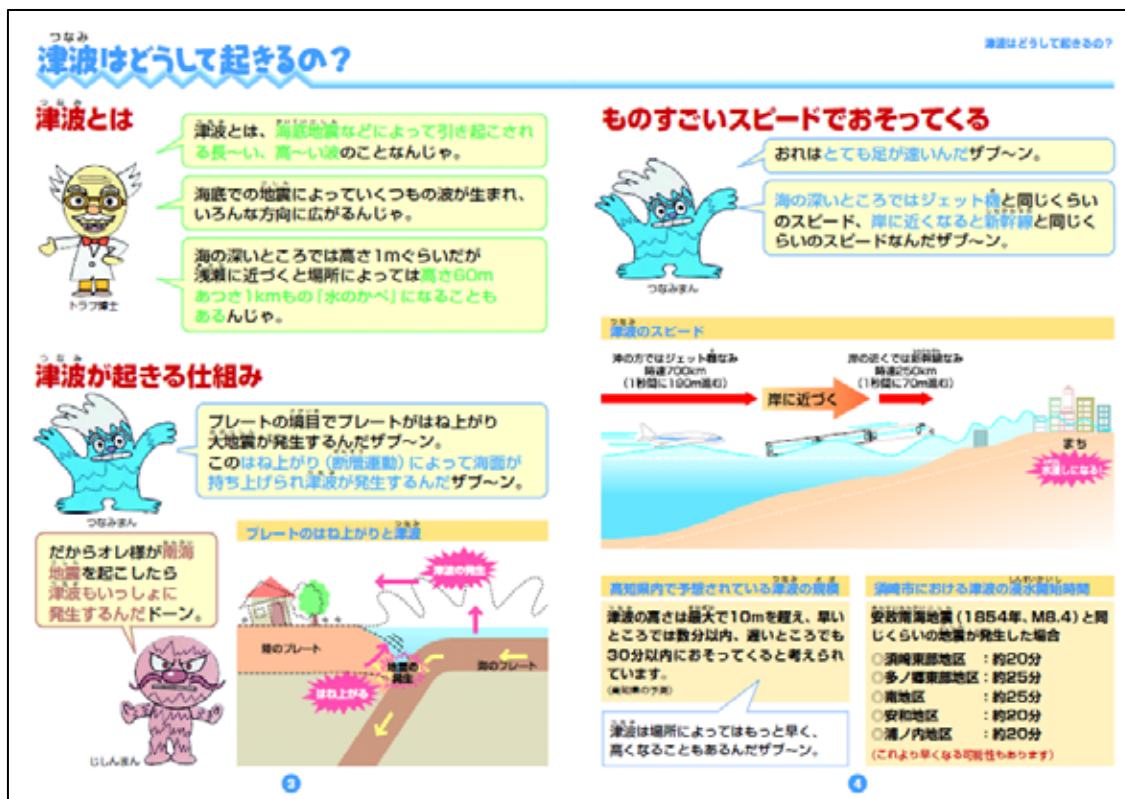 津波はどうして起きるの?
津波はどうして起きるの?
津波とは
津波とは、海底地震などによって引き起こされ
る長〜い、高〜い波のことなんじゃ。
海底での地震によっていくつもの波が生まれ、
いろんな方向に広がるんじゃ。
海の深いところでは高さ1mぐらいだが
浅瀬に近づくと場所によっては高さ60m
あつさ1kmもの「水のかべ」になることも
あるんじゃ。
トラフ博士
津波が起きる仕組み
プレートの境目でプレートがはね上がり
大地震が発生するんだザブ〜ン。
このはね上がり(断層運動)によって海面が
持ち上げられ津波が発生するんだザブ〜ン。
つなみまん
だからオレ様が南海
地震を起こしたら
津波もいっしょに
発生するんだドーン。
じしんまん
プレートのはね上がりと津波
津波の発生
陸のプレート
地震の
発生
海のプレート
はね上がる
3
ものすごいスピードでおそってくる
おれはとても足が速いんだザブ〜ン。
海の深いところではジェット機と同じくらい
のスピード、岸に近くなると新幹線と同じく
らいのスピードなんだザブ〜ン。
つなみまん
津波のスピード
沖の方ではジェット機なみ
時速700km
(1秒間に190m進む)
岸に近づく
岸の近くでは新幹線なみ
時速250km
(1秒間に70m進む)
まち
水浸しになる!
高知県内で予想されている津波の規模
津波の高さは最大で10mを超え、早い
ところでは数分以内、遅いところでも
30分以内におそってくると考えられ
ています。
(高知県の予測)
津波は場所によってはもっと早く、
高くなることもあるんだザブ〜ン。
須崎市における津波の浸水開始時間
安政南海地震(1854年、M8.4)と同
じくらいの地震が発生した場合
○須崎東部地区 :約20分
○多ノ郷東部地区:約25分
○南地区 :約25分
○安和地区 :約20分
○浦ノ内地区 :約20分
(これより早くなる可能性もあります)
4